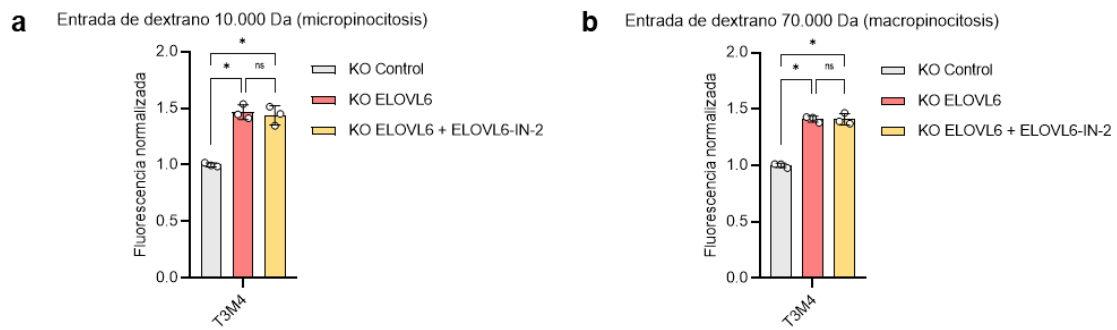 a Entrada de dextrano 10.000 Da (micropinocitosis)
Fluorescencia normalizada
2.0
1.5
1.0
0.5
0.0
*
* ns
T3M4
KO Control
KO ELOVL6
KO ELOVL6 + ELOVL6-IN-2
b Entrada de dextrano 70.000 Da (macropinocitosis)
Fluorescencia normalizada
2.0
1.5
1.0
0.5
0.0
*
* ns
T3M4
KO Control
KO ELOVL6
KO ELOVL6 + ELOVL6-IN-2